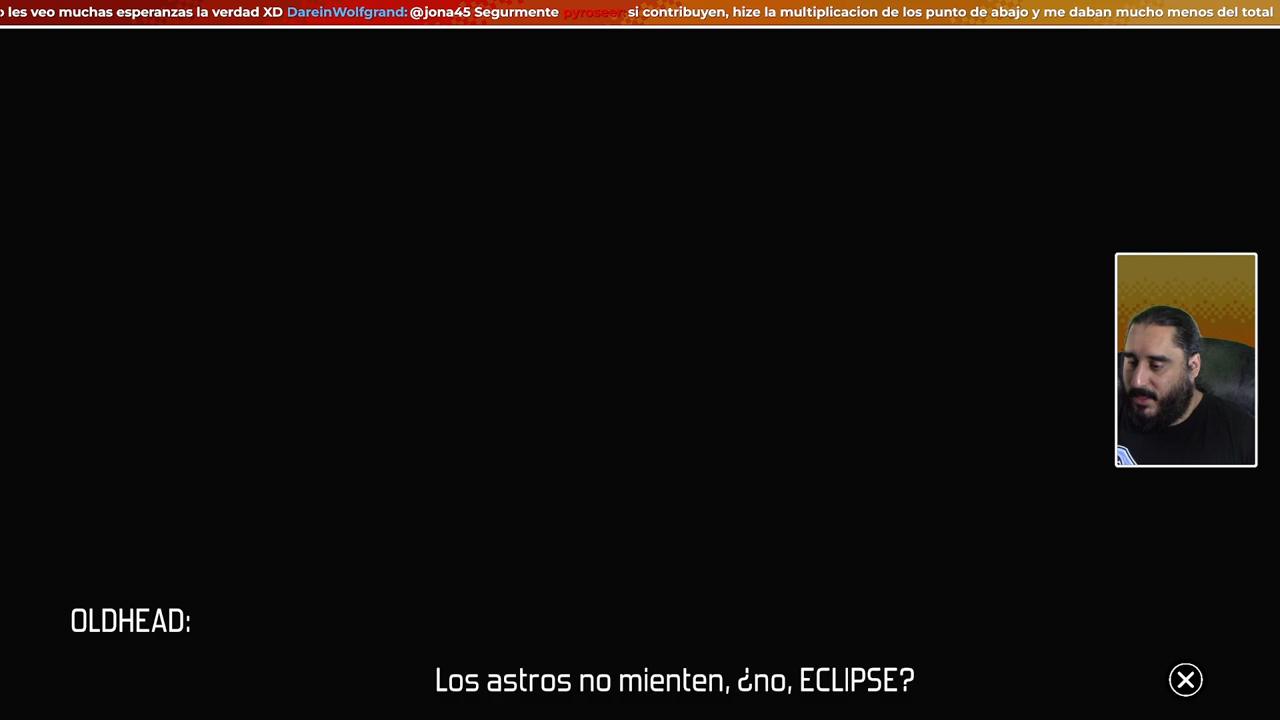 les veo muchas esperanzas la verdad XD DareinWolfgrand: @jona45 Segurmente pyroseer: si contribuyen, hize la multiplicacion de los punto de abajo y me daban mucho menos del total
OLDHEAD:
Los astros no mienten, ¿no, ECLIPSE?